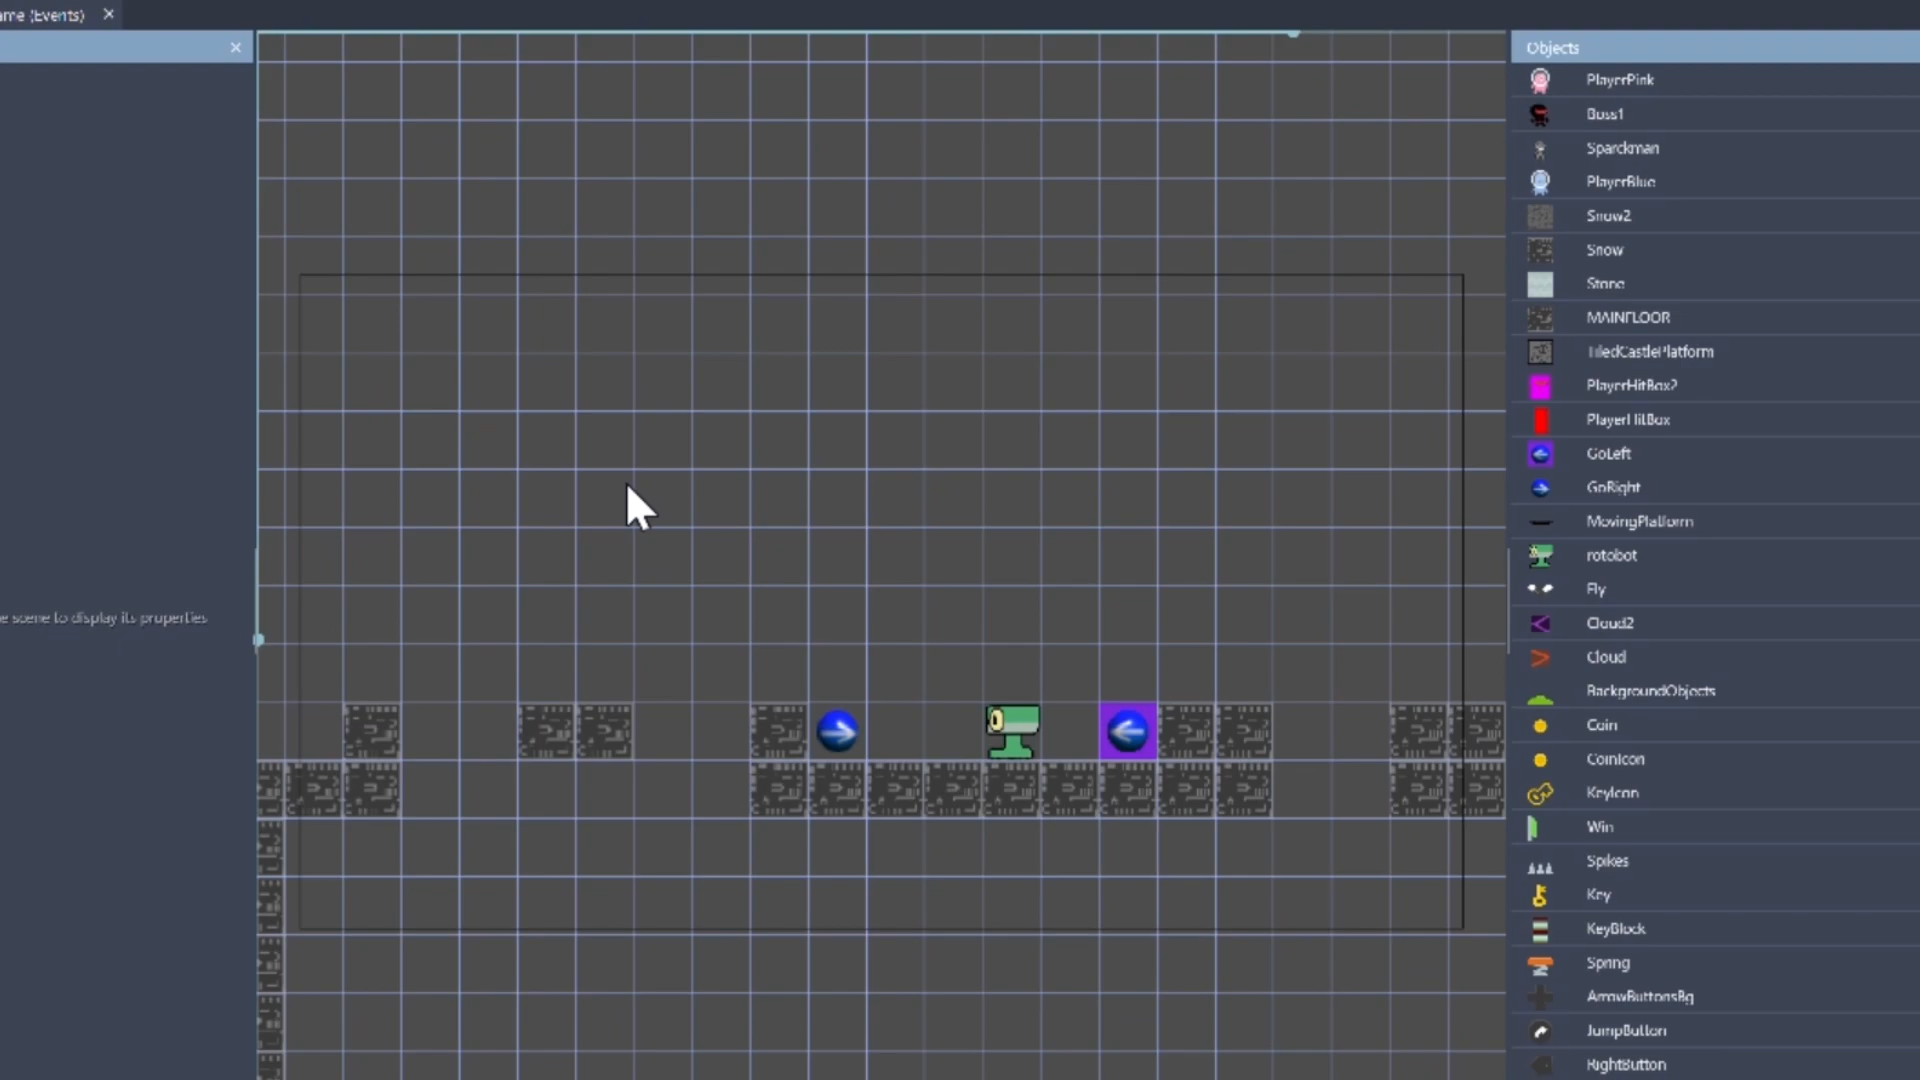 ame (Events)
e scene to display its properties
Objects
PlayerPink
Boss1
Sparckman
PlayerBlue
Snow2
Snow
Stone
MAINFLOOR
TiledCastlePlatform
PlayerHitBox2
PlayerHitBox
GoLeft
GoRight
MovingPlatform
rotobot
Fly
Cloud2
Cloud
BackgroundObjects
Coin
CoinIcon
KeyIcon
Win
Spikes
Key
KeyBlock
Spring
ArrowButtonsBg
JumpButton
RightButton